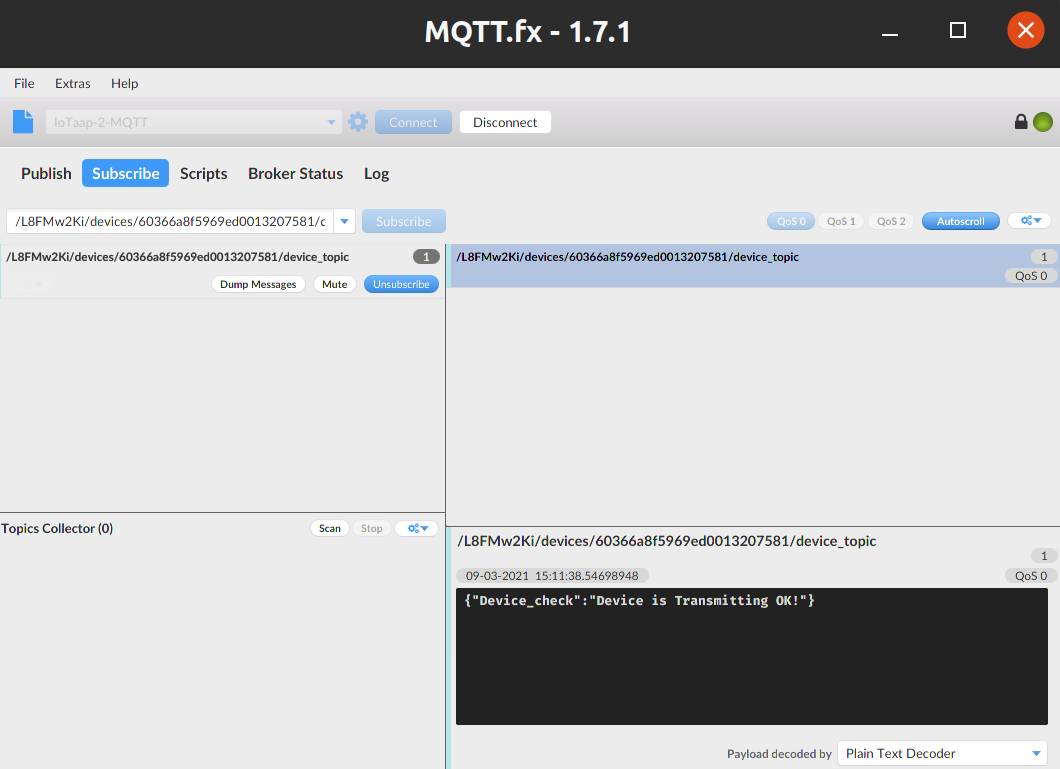 MQTT.fx - 1.7.1
File Extras Help
IoTaap-2-MQTT Connect Disconnect
Publish Subscribe Scripts Broker Status Log
/L8FMw2Ki/devices/60366a8f5969ed0013207581/c Subscribe QoS 0 QoS 1 QoS 2 Autoscroll
/L8FMw2Ki/devices/60366a8f5969ed0013207581/device_topic 1
Dump Messages Mute Unsubscribe
/L8FMw2Ki/devices/60366a8f5969ed0013207581/device_topic 1
QoS 0
Topics Collector (0) Scan Stop
/L8FMw2Ki/devices/60366a8f5969ed0013207581/device_topic
1
09-03-2021 15:11:38.54698948 QoS 0
{"Device_check":"Device is Transmitting OK!"}
Payload decoded by Plain Text Decoder